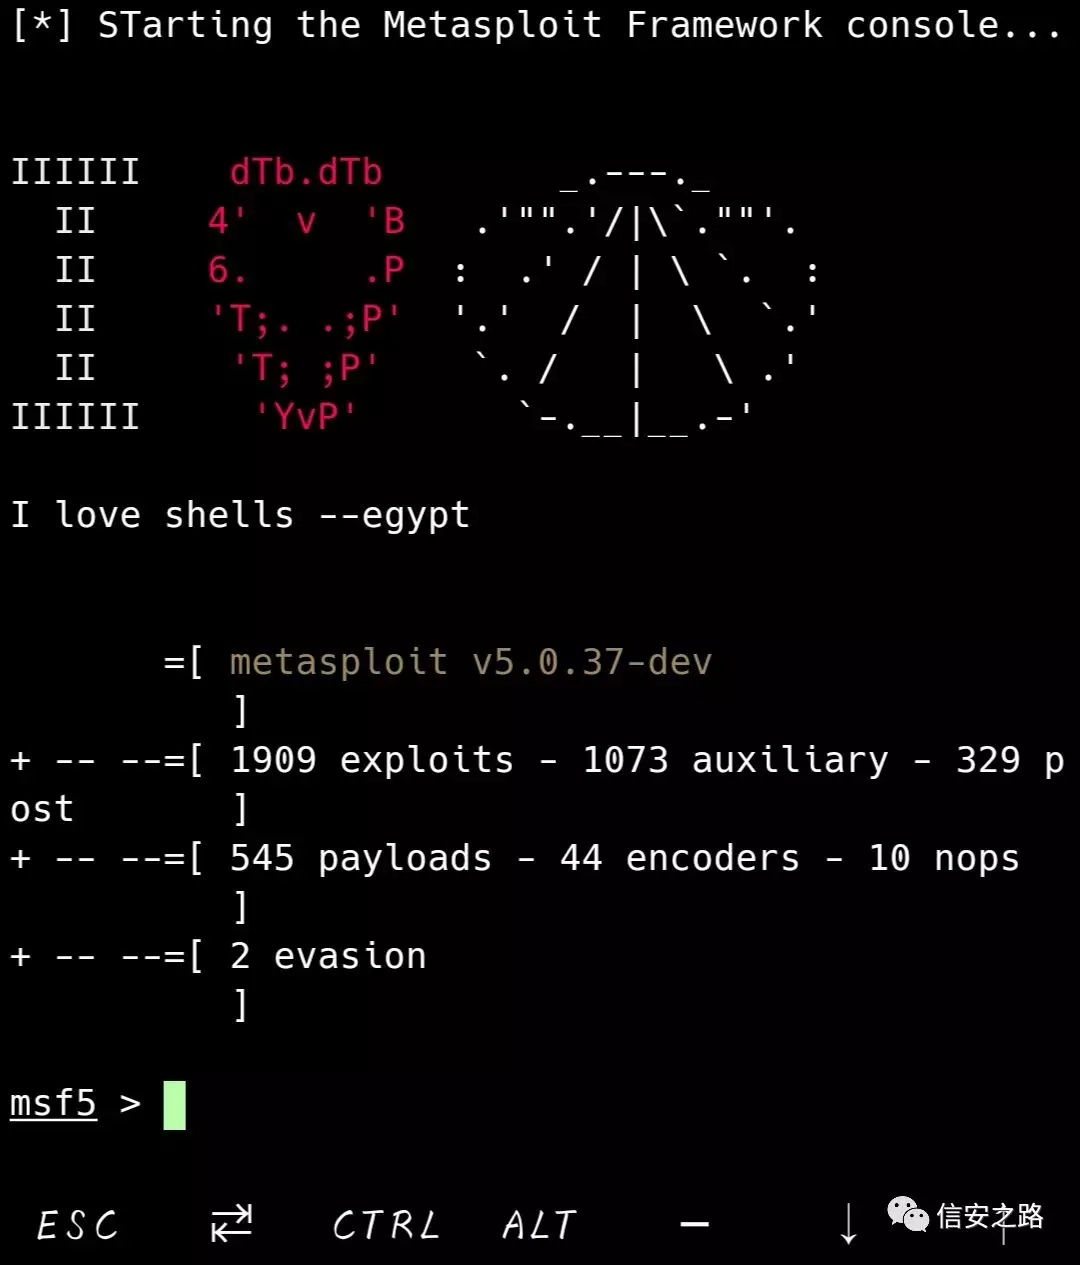 [*] STarting the Metasploit Framework console...
IIIIII    dTb.dTb        _.---._
  II     4'  v  'B   .'"".'/|\`.""'.
  II     6.     .P  :  .' / | \ `.  :
  II     'T;. .;P'  '.'  /  |  \  `.'
  II      'T; ;P'    `. /   |   \ .'
IIIIII     'YvP'       `-.__|__.-'
I love shells --egypt
       =[ metasploit v5.0.37-dev
          ]
+ -- --=[ 1909 exploits - 1073 auxiliary - 329 p
ost       ]
+ -- --=[ 545 payloads - 44 encoders - 10 nops
          ]
+ -- --=[ 2 evasion
          ]
msf5 >
ESC ⇄ CTRL ALT — ↓ ↑
信安之路